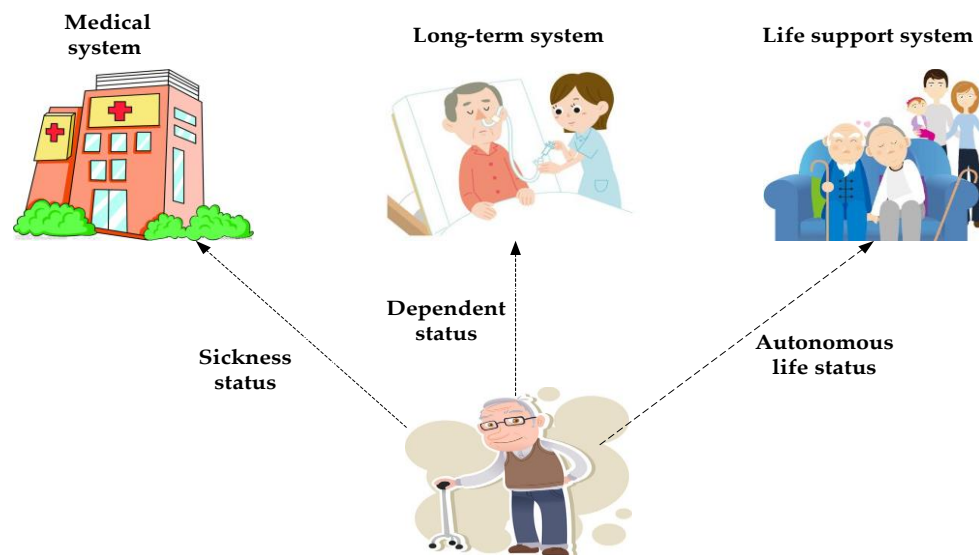 Medical
system
Long-term system
Life support system
Dependent
status
Sickness
status
Autonomous
life status